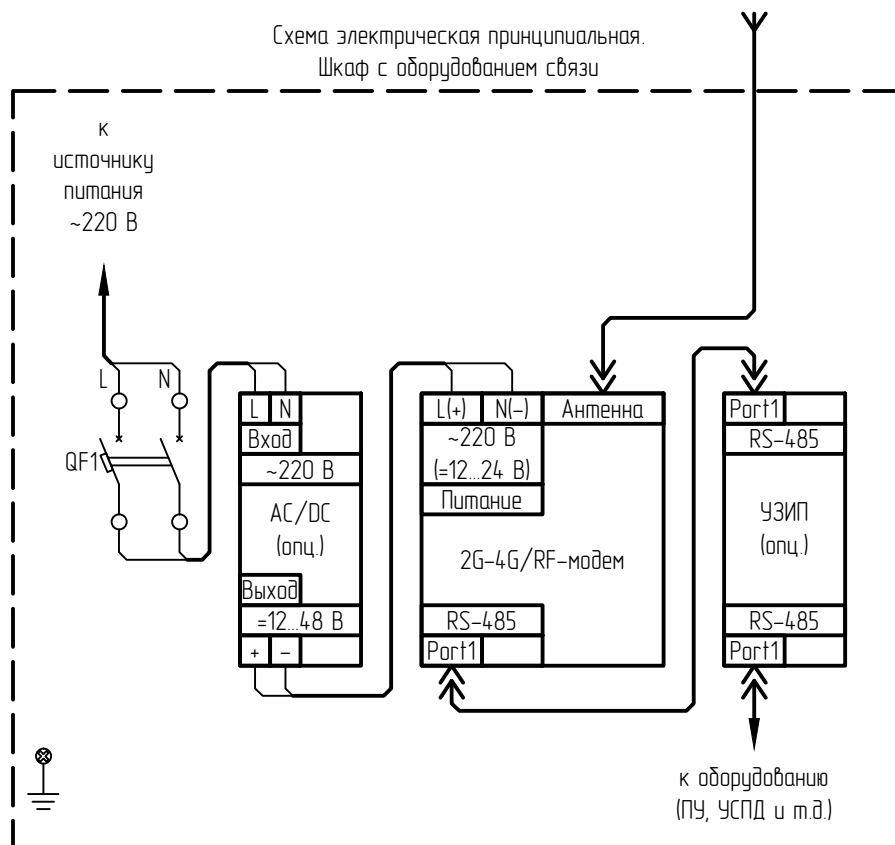 Схема электрическая принципиальная.
Шкаф с оборудованием связи
к
источнику
питания
~220 В
L N
QF1
L N
Вход
~220 В
AC/DC
(опц.)
Выход
=12...48 В
+ −
L(+) N(−) Антенна
~220 В
(=12...24 В)
Питание
2G-4G/RF-модем
RS-485
Port1
Port1
RS-485
УЗИП
(опц.)
RS-485
Port1
к оборудованию
(ПУ, УСПД и т.д.)